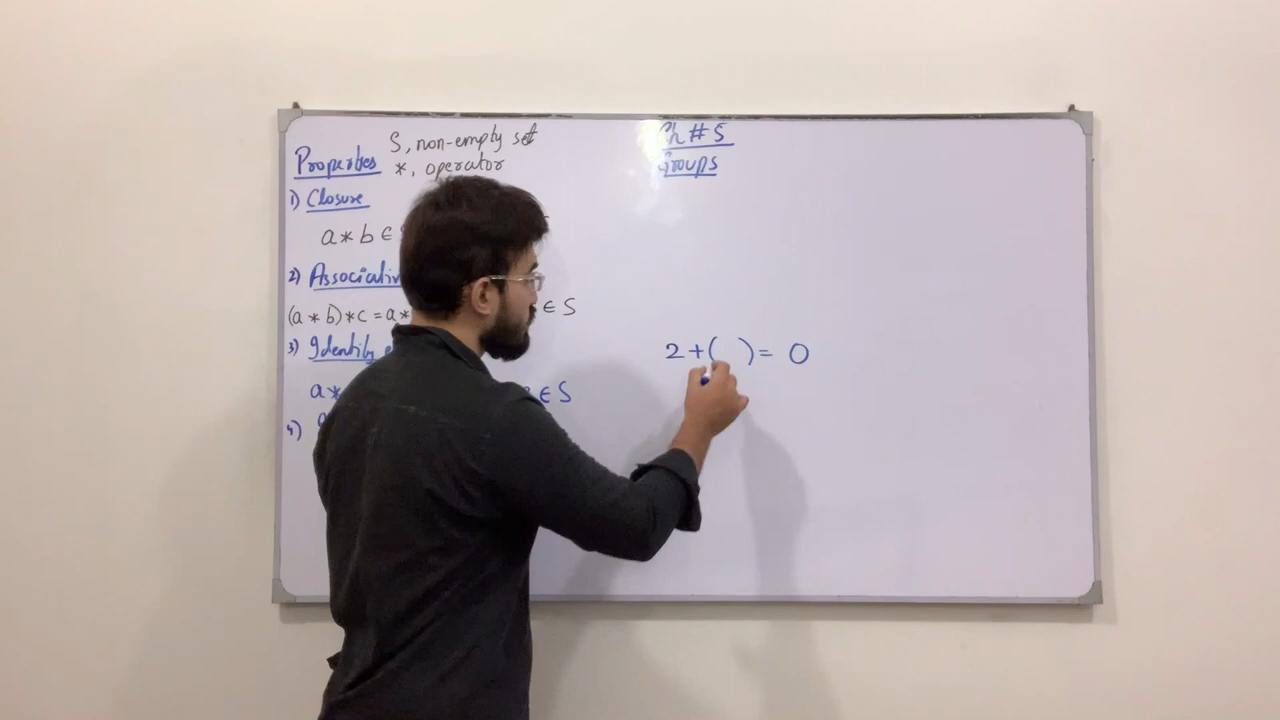 Ch # 5
Groups
S, non-empty set
Properties *, operator
1) Closure
a * b ∈
2) Associativ
(a * b) * c = a * ∈ S
3) Identity
a * ∈ S
4)
2 + ( ) = 0